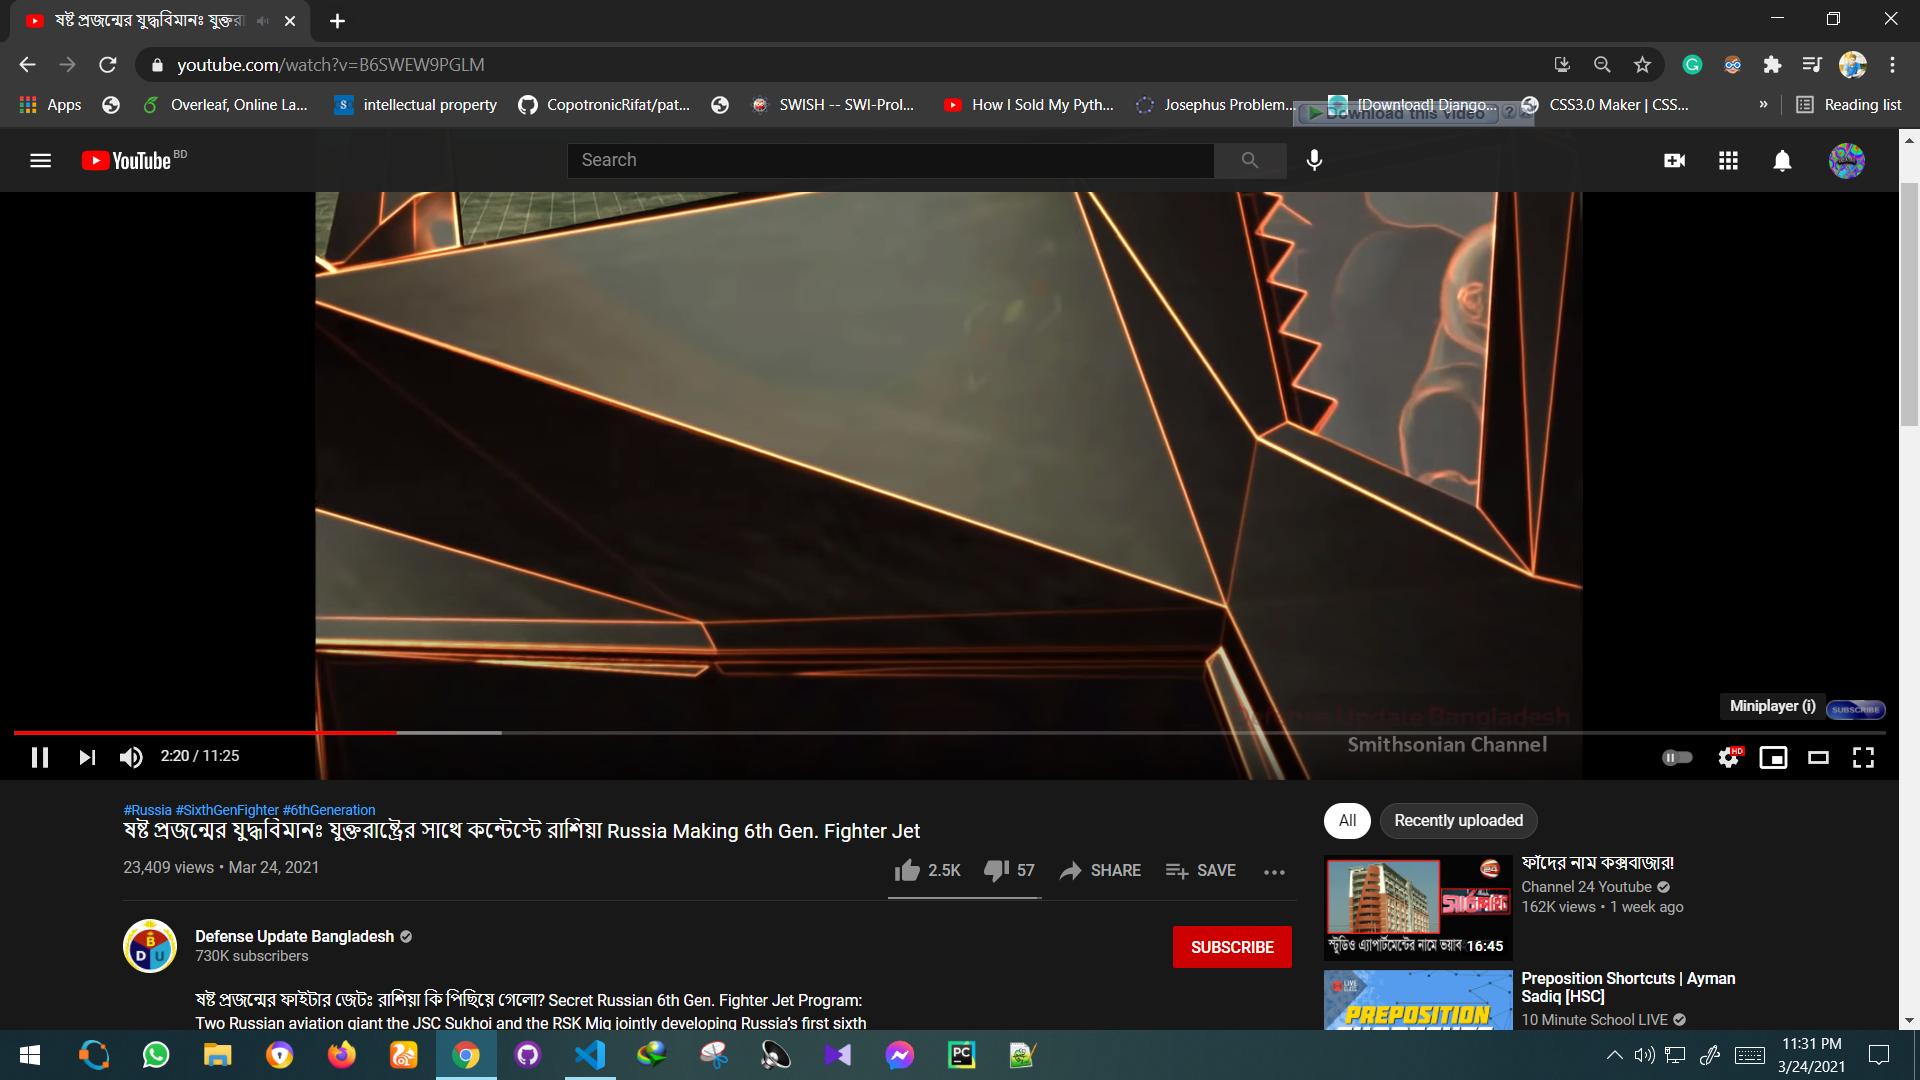 ষষ্ট প্রজন্মের যুদ্ধবিমানঃ যুক্তরা
youtube.com/watch?v=B6SWEW9PGLM
Apps
Overleaf, Online La...
intellectual property
CopotronicRifat/pat...
SWISH -- SWI-Prol...
How I Sold My Pyth...
Josephus Problem...
[Download] Django...
CSS3.0 Maker | CSS...
»
Reading list
Download this video
?
YouTube BD
Search
Miniplayer (i)
SUBSCRIBE
Defense Update Bangladesh
Smithsonian Channel
2:20 / 11:25
HD
#Russia #SixthGenFighter #6thGeneration
ষষ্ট প্রজন্মের যুদ্ধবিমানঃ যুক্তরাষ্ট্রের সাথে কন্টেস্টে রাশিয়া Russia Making 6th Gen. Fighter Jet
23,409 views • Mar 24, 2021
2.5K
57
SHARE
SAVE
All
Recently uploaded
B
D U
Defense Update Bangladesh
730K subscribers
SUBSCRIBE
ষষ্ট প্রজন্মের ফাইটার জেটঃ রাশিয়া কি পিছিয়ে গেলো? Secret Russian 6th Gen. Fighter Jet Program:
Two Russian aviation giant the JSC Sukhoi and the RSK Mig jointly developing Russia's first sixth
24
সার্চলাইট
স্টুডিও এ্যাপার্টমেন্টের নামে ভয়াব
16:45
ফাঁদের নাম কক্সবাজার!
Channel 24 Youtube
162K views • 1 week ago
LIVE
PREPOSITION
Preposition Shortcuts | Ayman
Sadiq [HSC]
10 Minute School LIVE
PC
11:31 PM
3/24/2021